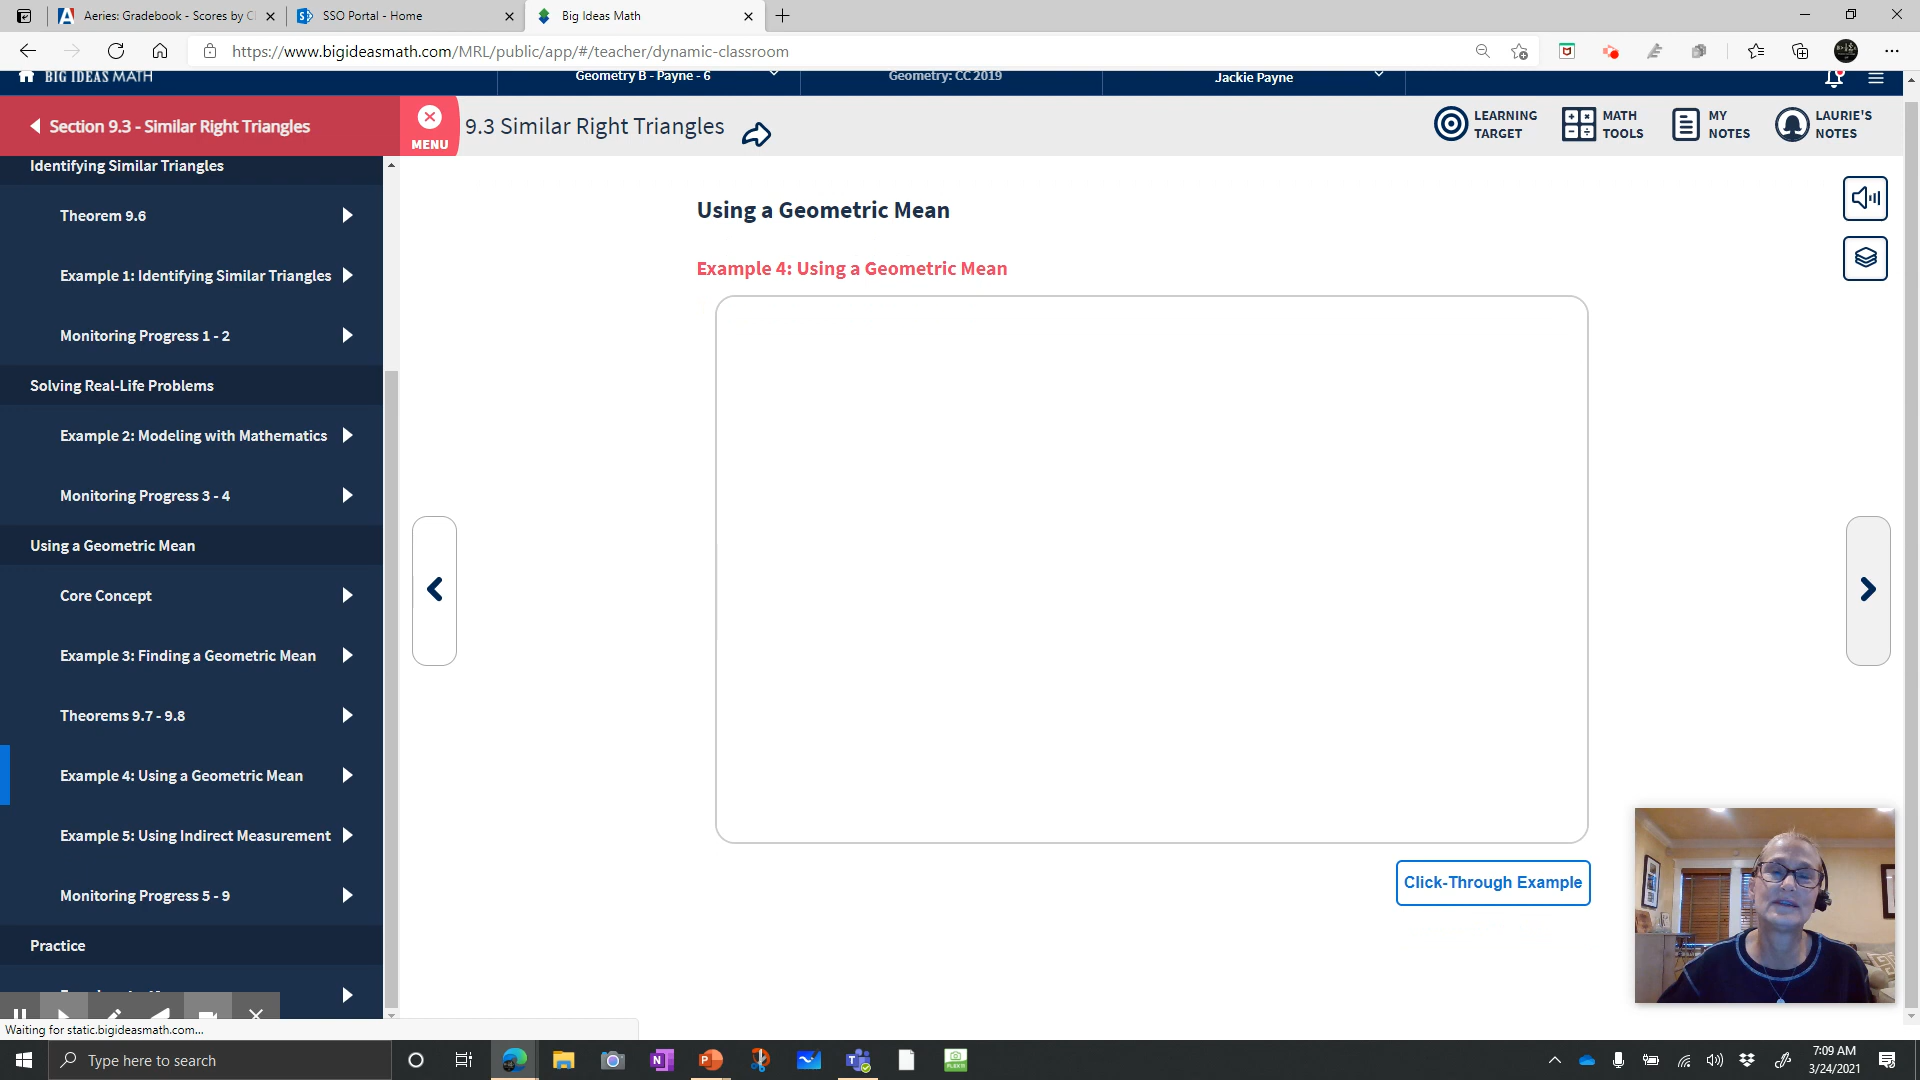 Aeries: Gradebook - Scores by Cl
SSO Portal - Home
Big Ideas Math
https://www.bigideasmath.com/MRL/public/app/#/teacher/dynamic-classroom
BIG IDEAS MATH
Geometry B - Payne - 6
Geometry: CC 2019
Jackie Payne
Section 9.3 - Similar Right Triangles
MENU
9.3 Similar Right Triangles
LEARNING
TARGET
MATH
TOOLS
MY
NOTES
LAURIE'S
NOTES
Identifying Similar Triangles
Theorem 9.6
Example 1: Identifying Similar Triangles
Monitoring Progress 1 - 2
Solving Real-Life Problems
Example 2: Modeling with Mathematics
Monitoring Progress 3 - 4
Using a Geometric Mean
Core Concept
Example 3: Finding a Geometric Mean
Theorems 9.7 - 9.8
Example 4: Using a Geometric Mean
Example 5: Using Indirect Measurement
Monitoring Progress 5 - 9
Practice
Using a Geometric Mean
Example 4: Using a Geometric Mean
Click-Through Example
Waiting for static.bigideasmath.com...
Type here to search
7:09 AM
3/24/2021